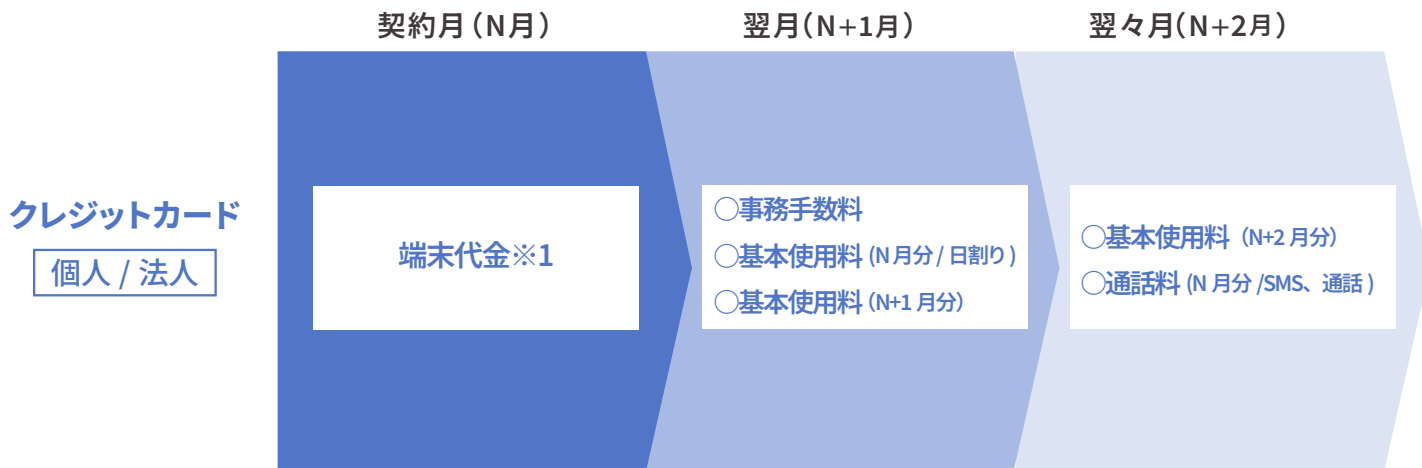 契約月（N月）
翌月（N+1月）
翌々月（N+2月）
クレジットカード
個人 / 法人
端末代金※1
○事務手数料
○基本使用料 (N 月分 / 日割り )
○基本使用料 (N+1 月分）
○基本使用料（N+2 月分）
○通話料 (N 月分 /SMS、通話 )